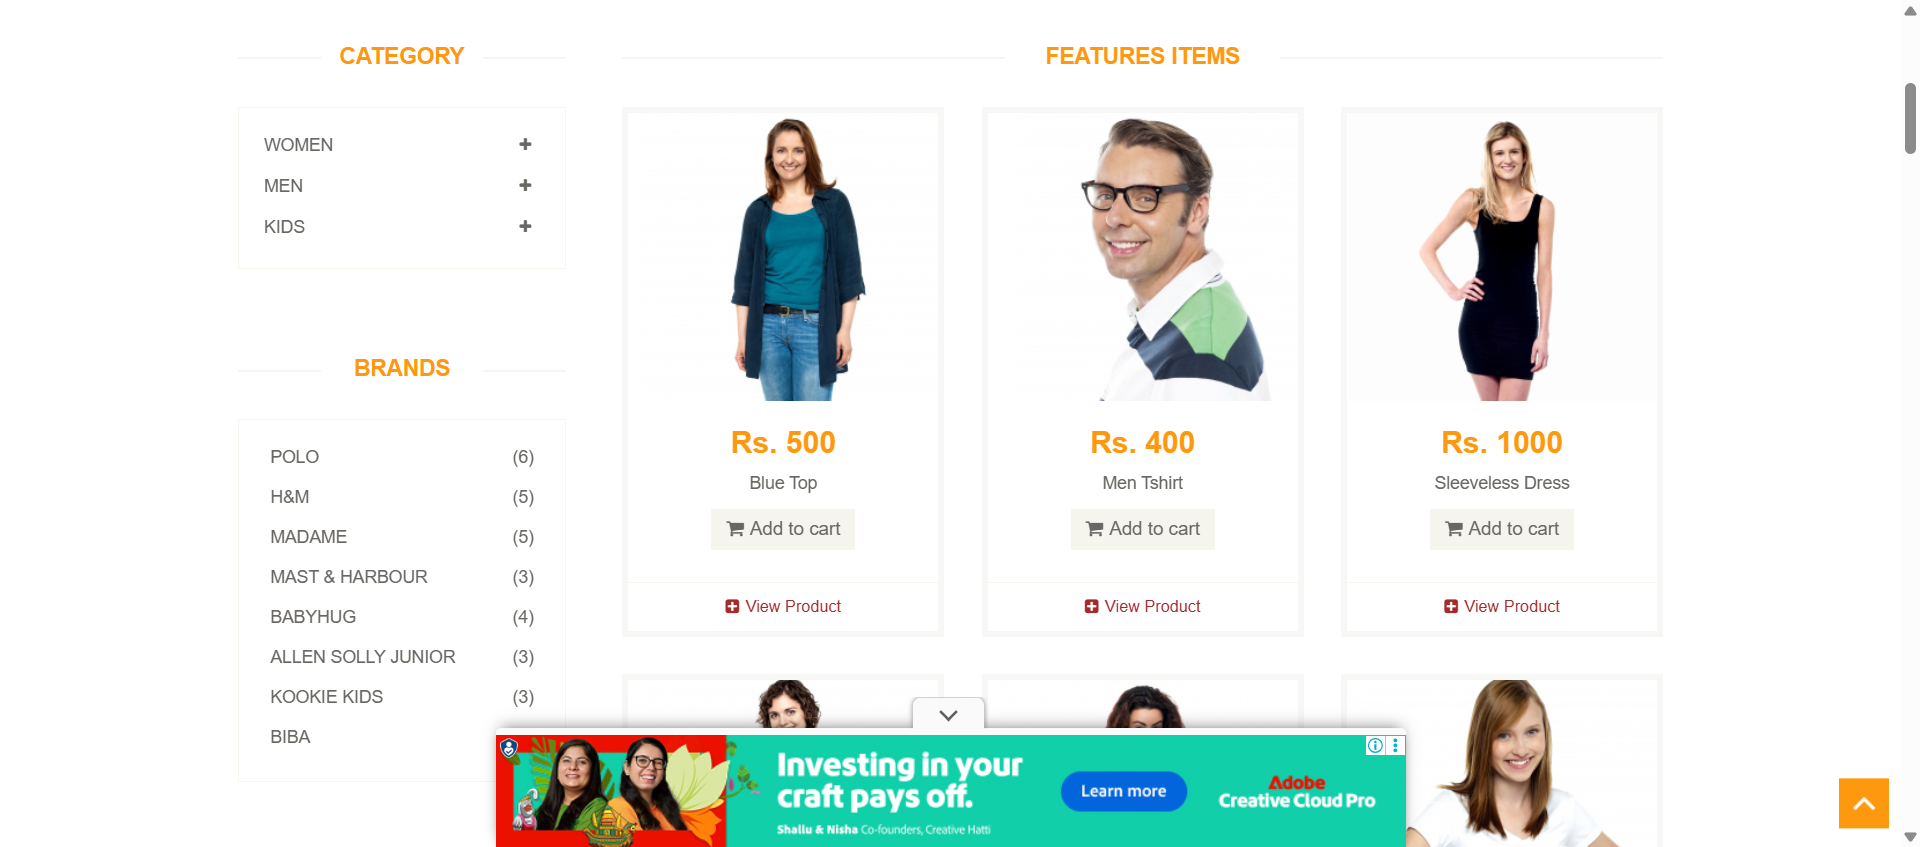 CATEGORY
WOMEN
MEN
KIDS
BRANDS
POLO (6)
H&M (5)
MADAME (5)
MAST & HARBOUR (3)
BABYHUG (4)
ALLEN SOLLY JUNIOR (3)
KOOKIE KIDS (3)
BIBA
FEATURES ITEMS
Rs. 500
Blue Top
Add to cart
View Product
Rs. 400
Men Tshirt
Add to cart
View Product
Rs. 1000
Sleeveless Dress
Add to cart
View Product
Investing in your
craft pays off.
Shallu & Nisha Co-founders, Creative Hatti
Learn more
Adobe
Creative Cloud Pro